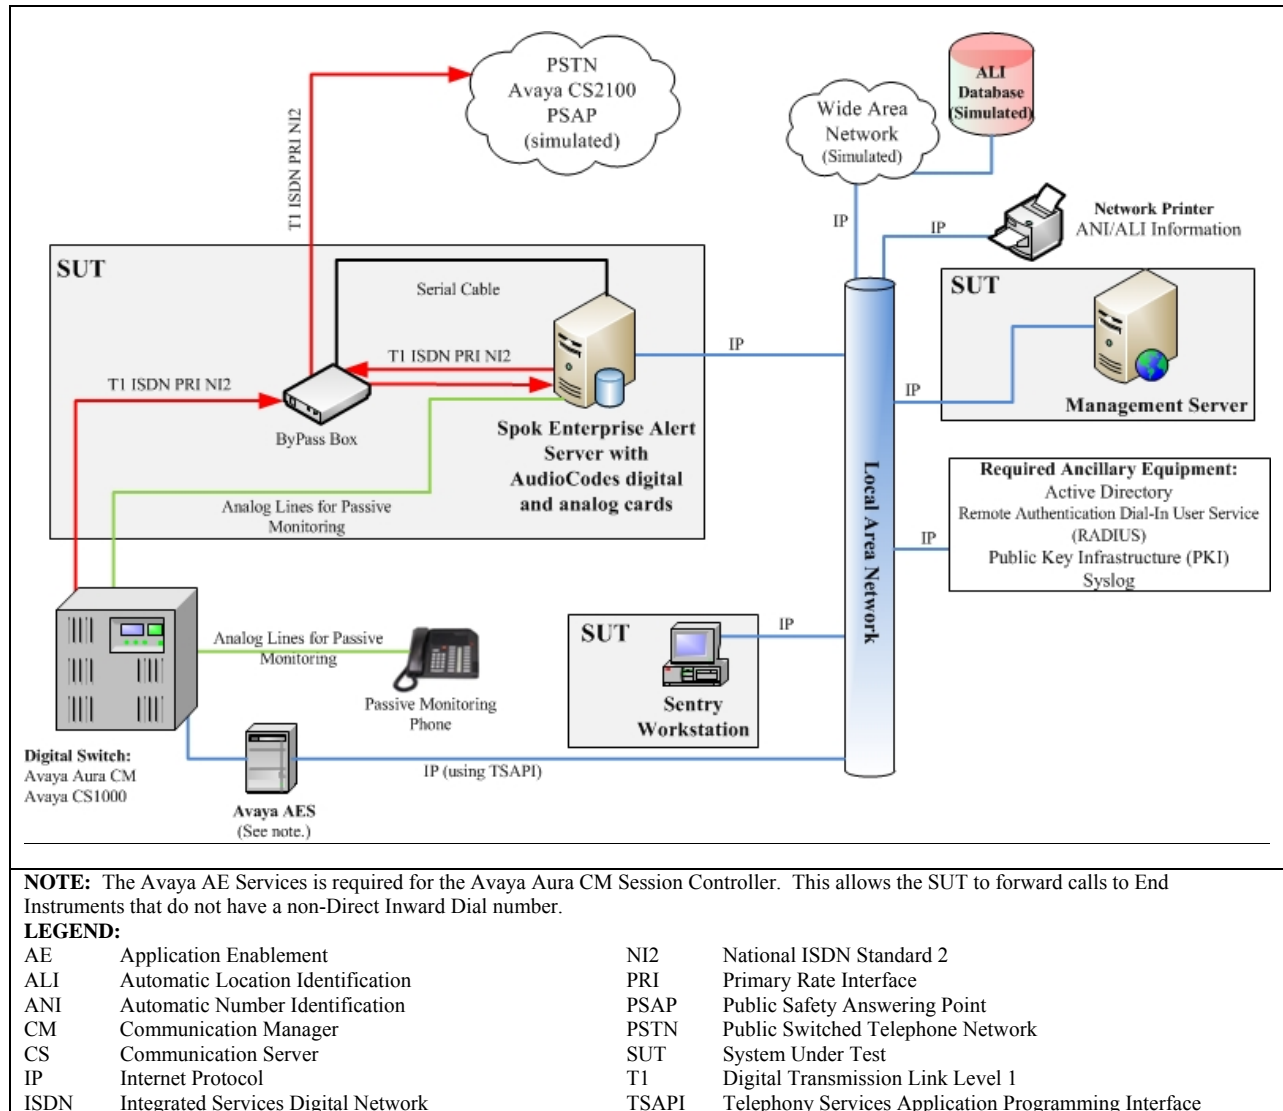 PSTN
Avaya CS2100
PSAP
(simulated)
ALI
Database
(Simulated)
Wide Area
Network
(Simulated)
T1 ISDN PRI NI2
IP
IP
Network Printer
ANI/ALI Information
SUT
Serial Cable
SUT
IP
T1 ISDN PRI NI2
T1 ISDN PRI NI2
IP
Management Server
ByPass Box
Spok Enterprise Alert
Server with
AudioCodes digital
and analog cards
Analog Lines for Passive
Monitoring
Local Area Network
Required Ancillary Equipment:
Active Directory
Remote Authentication Dial-In User Service
(RADIUS)
Public Key Infrastructure (PKI)
Syslog
IP
SUT
IP
Sentry
Workstation
Analog Lines for Passive
Monitoring
Passive Monitoring
Phone
Digital Switch:
Avaya Aura CM
Avaya CS1000
IP (using TSAPI)
Avaya AES
(See note.)
NOTE: The Avaya AE Services is required for the Avaya Aura CM Session Controller. This allows the SUT to forward calls to End
Instruments that do not have a non-Direct Inward Dial number.
LEGEND:
AE Application Enablement
ALI Automatic Location Identification
ANI Automatic Number Identification
CM Communication Manager
CS Communication Server
IP Internet Protocol
ISDN Integrated Services Digital Network
NI2 National ISDN Standard 2
PRI Primary Rate Interface
PSAP Public Safety Answering Point
PSTN Public Switched Telephone Network
SUT System Under Test
T1 Digital Transmission Link Level 1
TSAPI Telephony Services Application Programming Interface